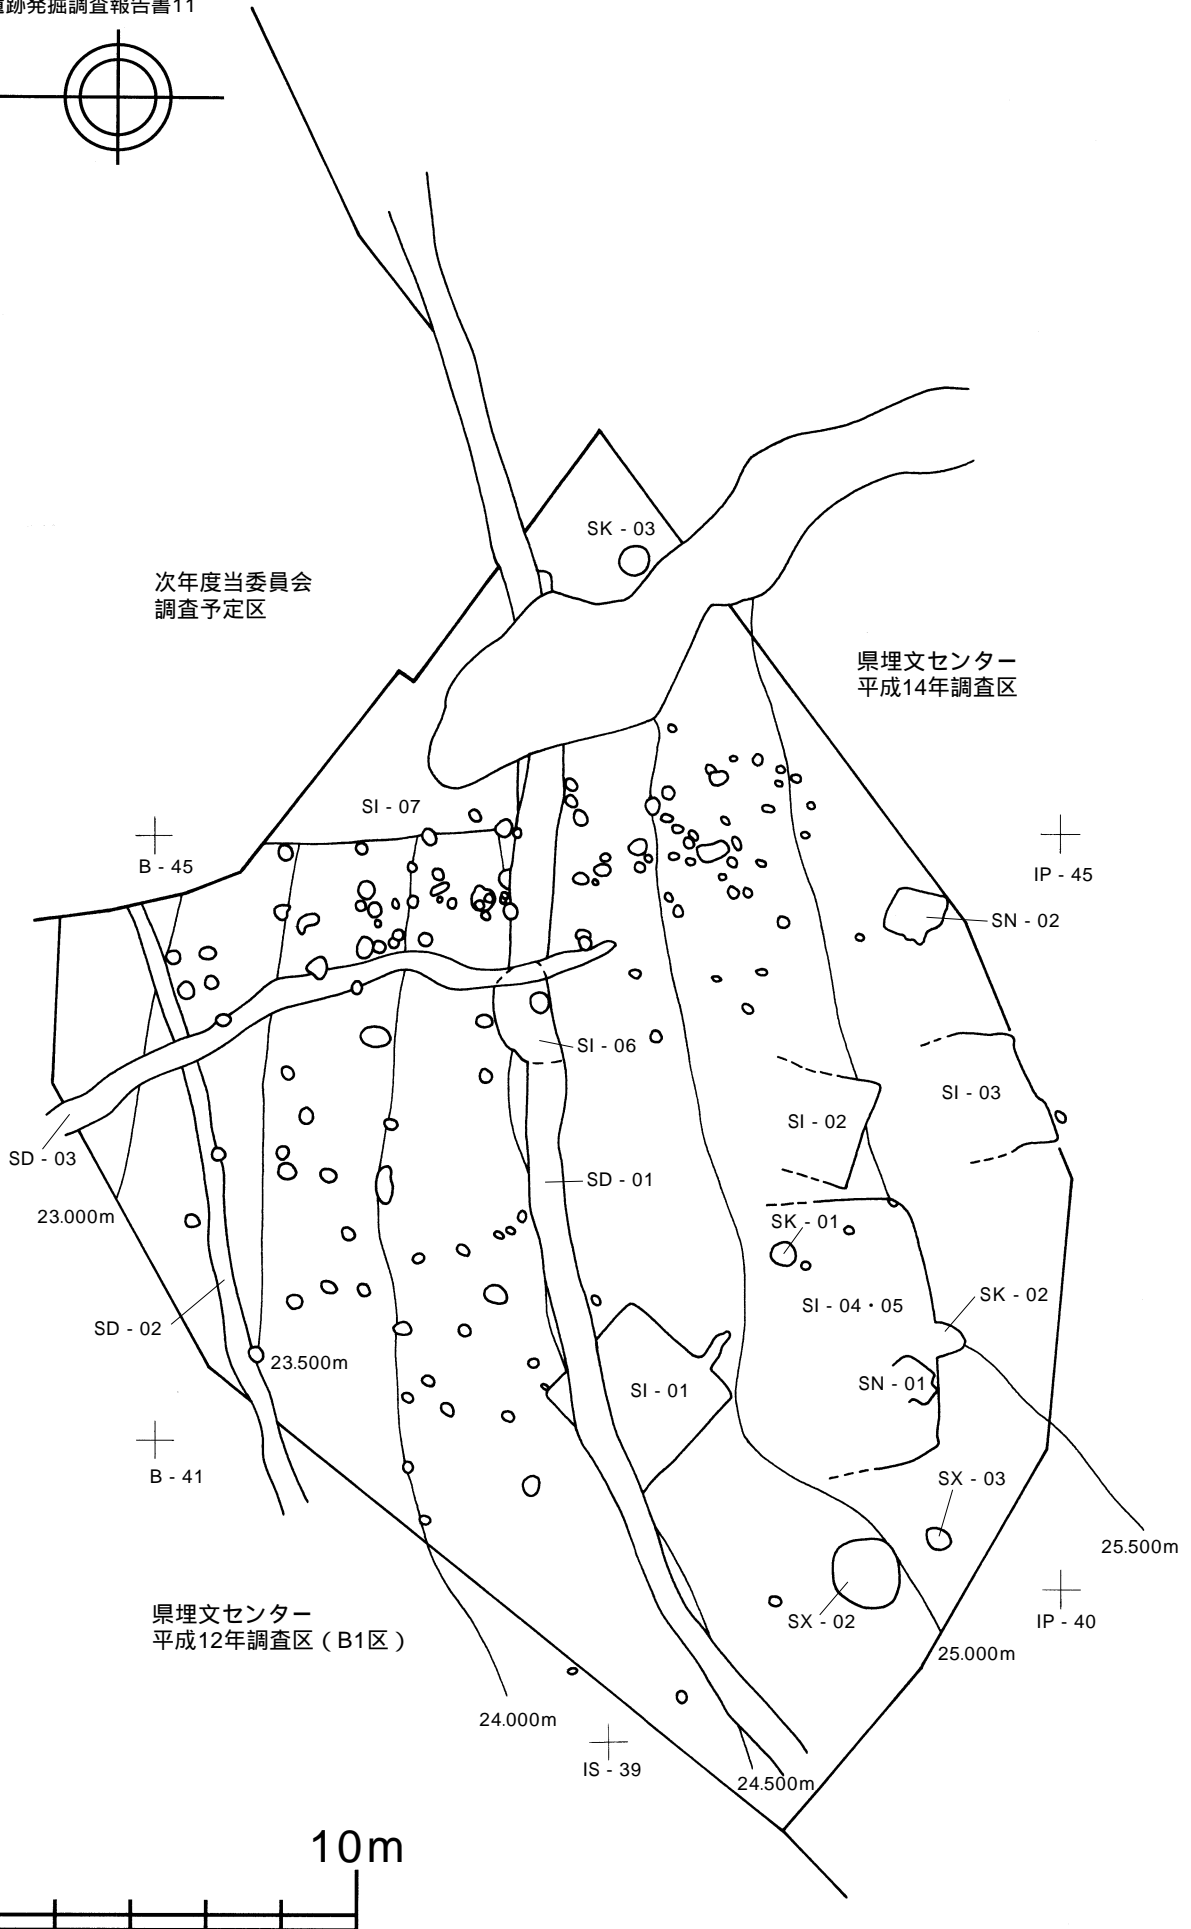 遺跡発掘調査報告書11
SK - 03
次年度当委員会
調査予定区
県埋文センター
平成14年調査区
SI - 07
B - 45
IP - 45
SN - 02
SI - 06
SI - 03
SI - 02
SD - 03
SD - 01
23.000m
SK - 01
SK - 02
SI - 04・05
SD - 02
23.500m
SN - 01
SI - 01
B - 41
SX - 03
25.500m
県埋文センター
平成12年調査区（B1区）
SX - 02
IP - 40
25.000m
24.000m
IS - 39
24.500m
10m